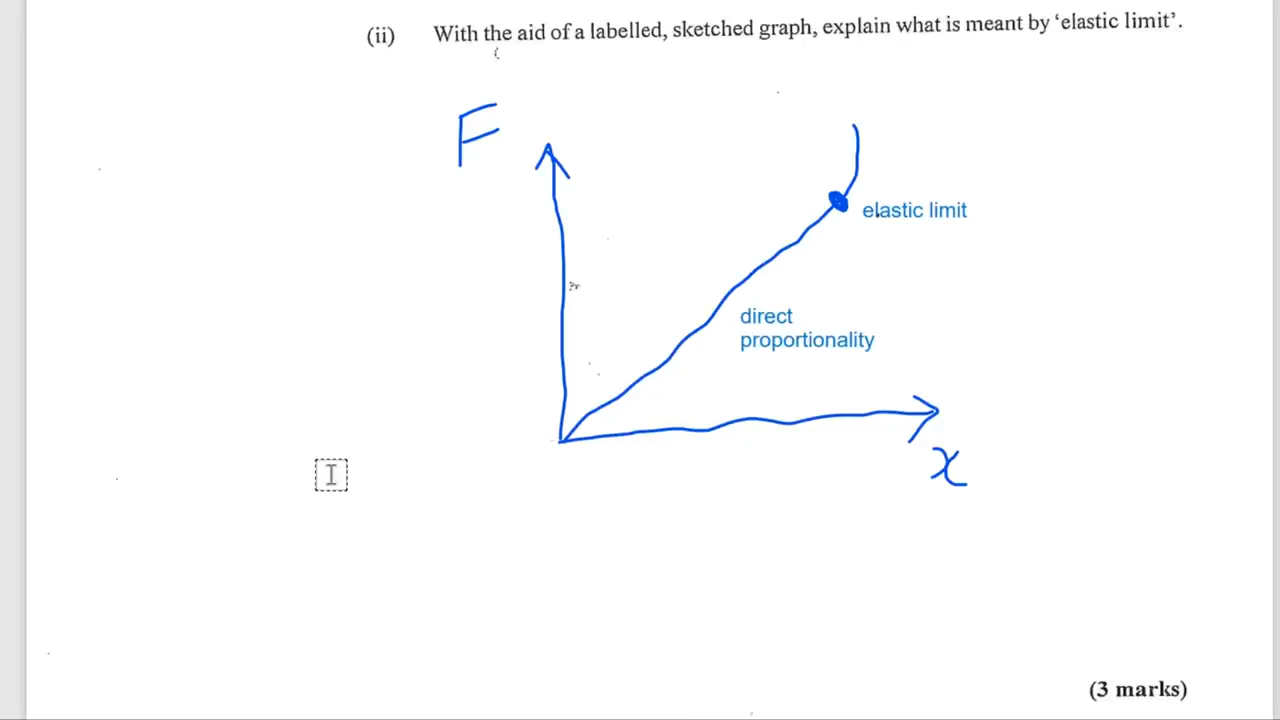 (ii) With the aid of a labelled, sketched graph, explain what is meant by ‘elastic limit’.
F
elastic limit
direct
proportionality
x
(3 marks)